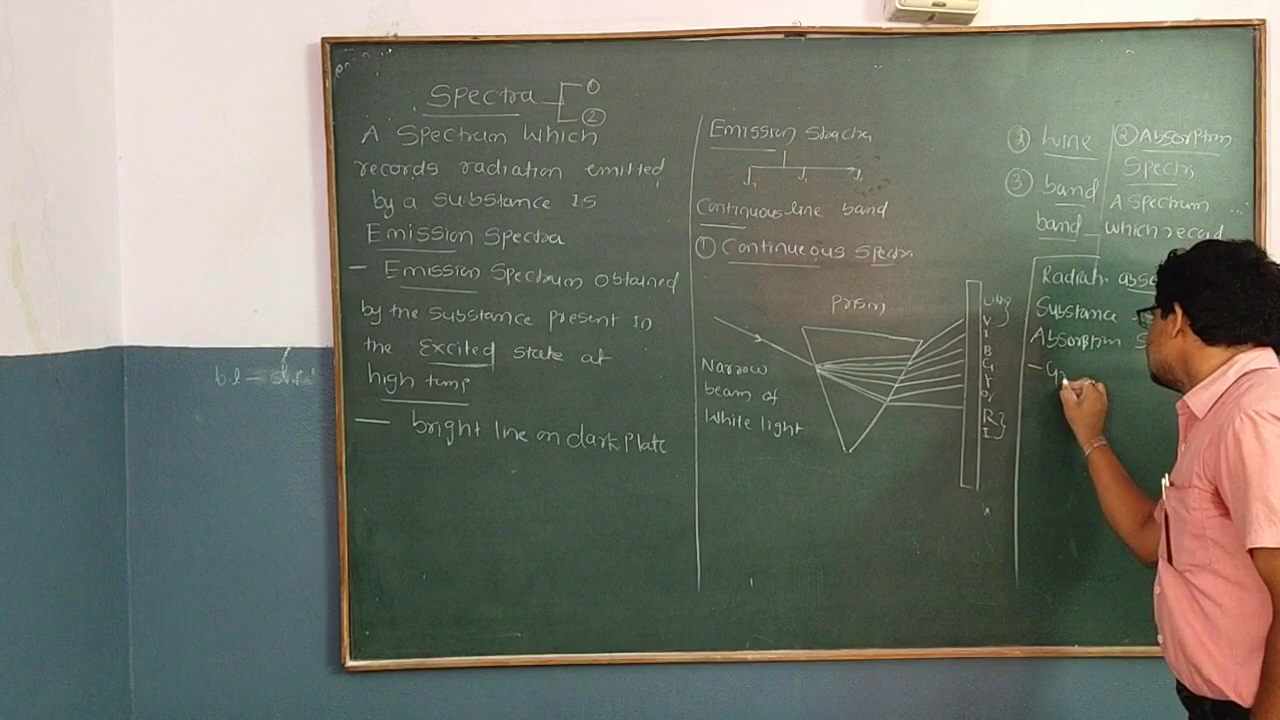 Spectra
①
②
A Spectrum which
records radiation emitted
by a substance is
Emission Spectra
- Emission Spectrum obtained
by the substance present in
the Excited state at
high temp
- bright line on dark Plate
Emission Spectra
Continuous line band
① Continueous Spectra
Prism
Narrow
beam of
White light
V
I
B
G
Y
O
R
I
② line
③ band
band
② Absorption
Spectra
A Spectrum
which record
Radiatn
Substance
Absorption S